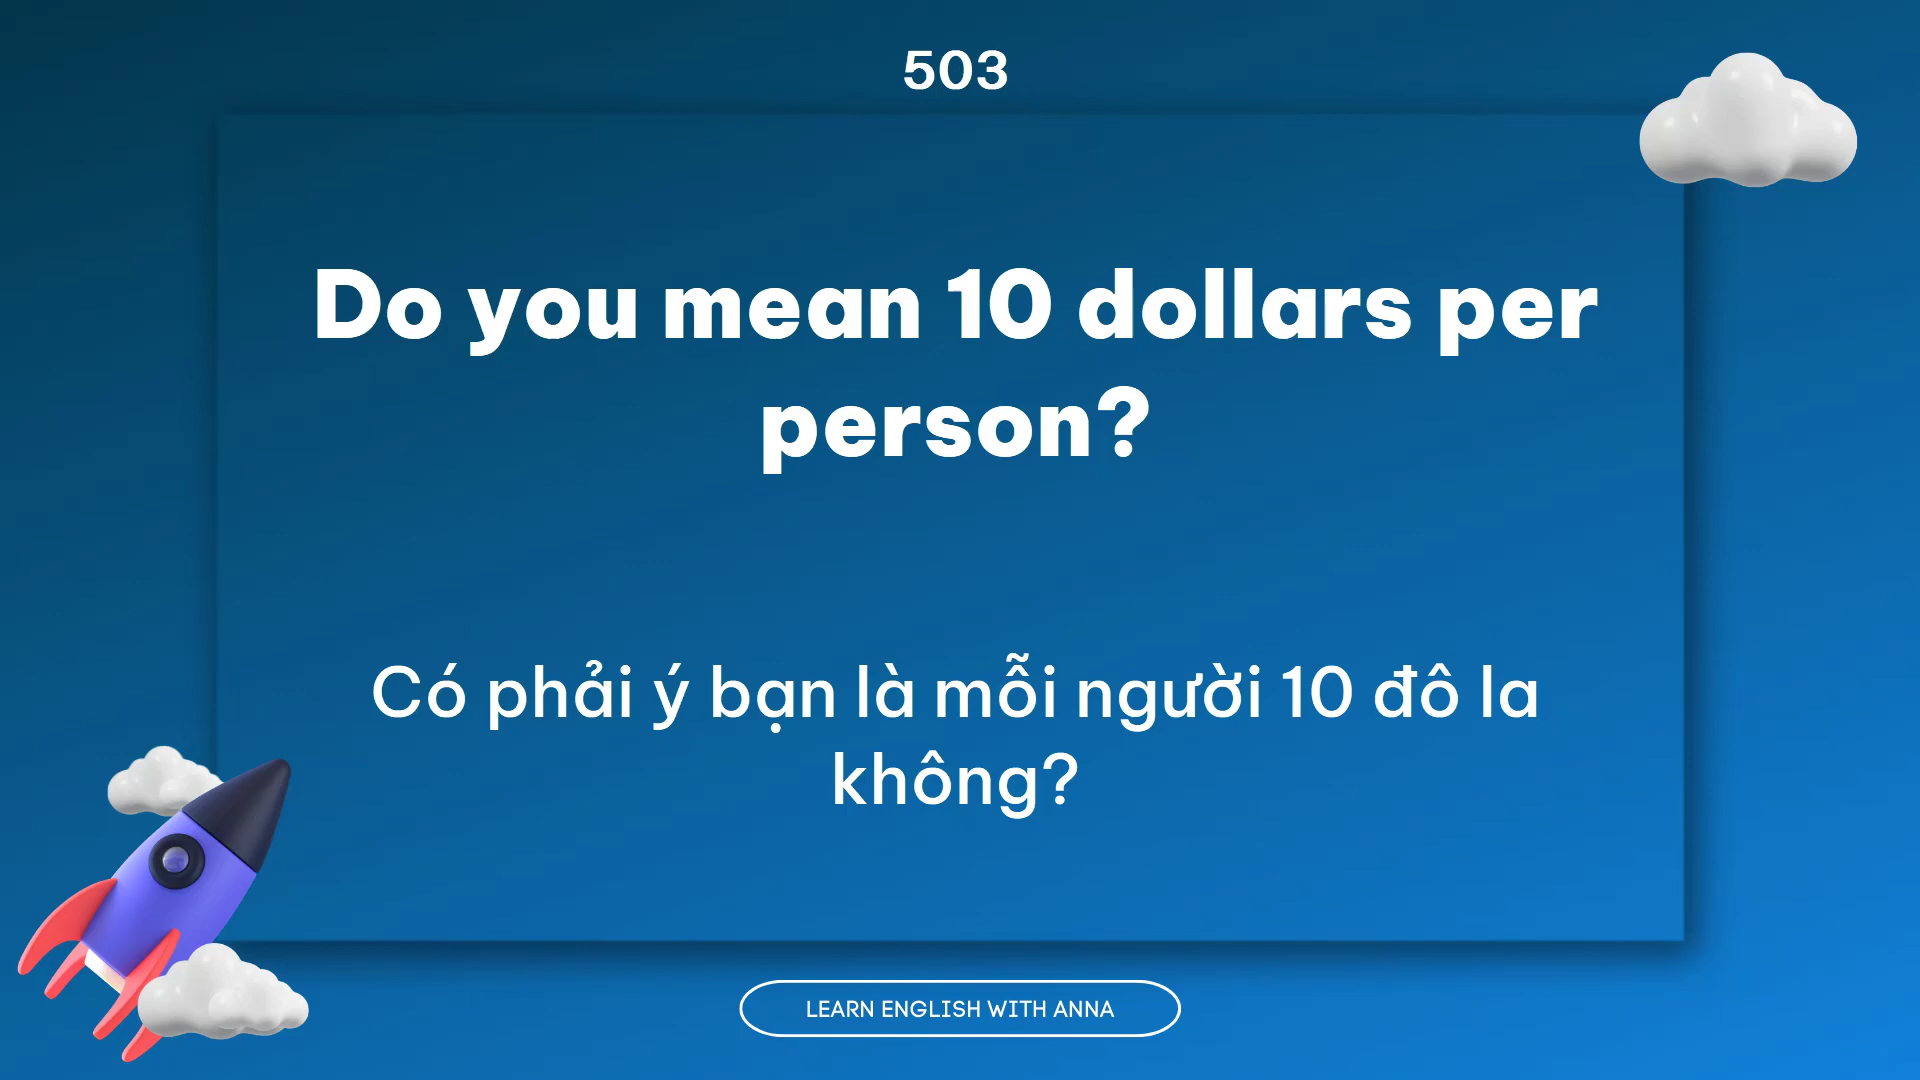 503
Do you mean 10 dollars per
person?
Có phải ý bạn là mỗi người 10 đô la
không?
LEARN ENGLISH WITH ANNA